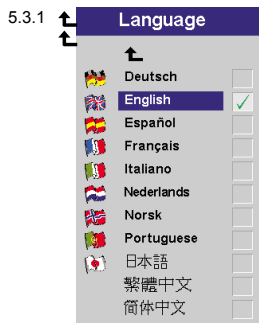 5.3.1 Language
Deutsch
English
Español
Français
Italiano
Nederlands
Norsk
Portuguese
日本語
繁體中文
简体中文